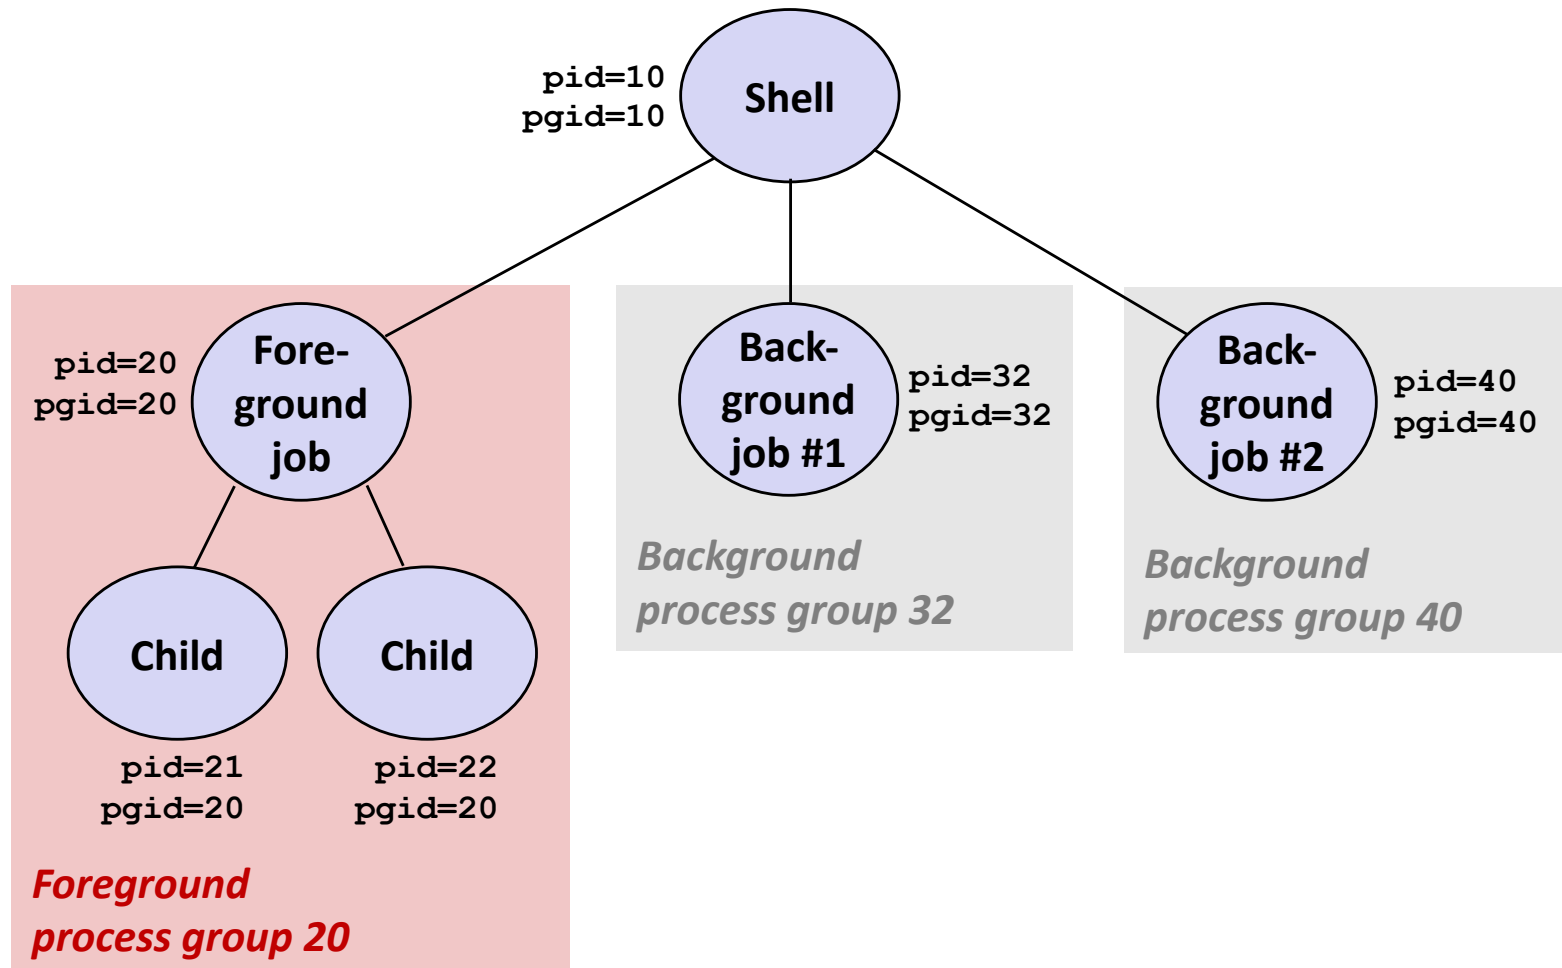 pid=10
pgid=10
Shell
pid=20
pgid=20
Fore-
ground
job
Back-
ground
job #1
pid=32
pgid=32
Back-
ground
job #2
pid=40
pgid=40
Background
process group 32
Background
process group 40
Child
Child
pid=21
pgid=20
pid=22
pgid=20
Foreground
process group 20